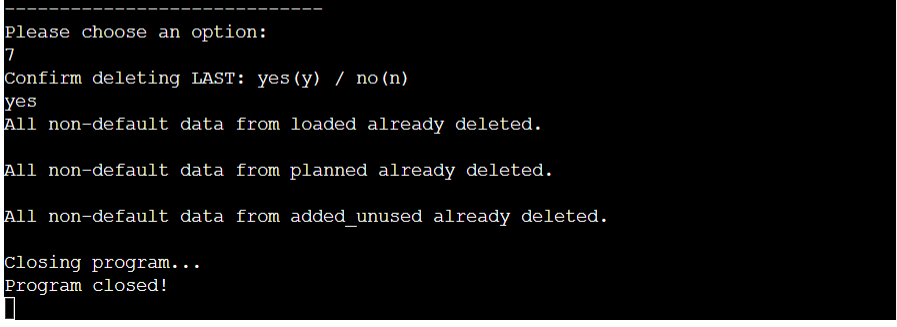 -----------------------------
Please choose an option:
7
Confirm deleting LAST: yes(y) / no(n)
yes
All non-default data from loaded already deleted.
All non-default data from planned already deleted.
All non-default data from added_unused already deleted.
Closing program...
Program closed!